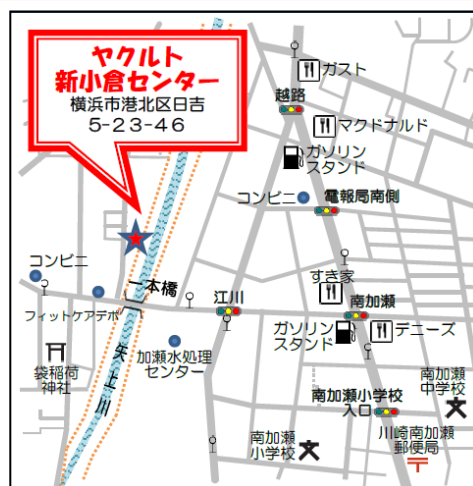 ヤクルト
新小倉センター
横浜市港北区日吉
5-23-46
ガスト
越路
マクドナルド
ガソリン
スタンド
コンビニ
電報局南側
コンビニ
一本橋
すき家
フィットケアデポ
江川
南加瀬
ガソリン
スタンド
デニーズ
袋稲荷
神社
矢上川
加瀬水処理
センター
南加瀬小学校
入口
南加瀬
中学校
南加瀬
小学校
川崎南加瀬
郵便局